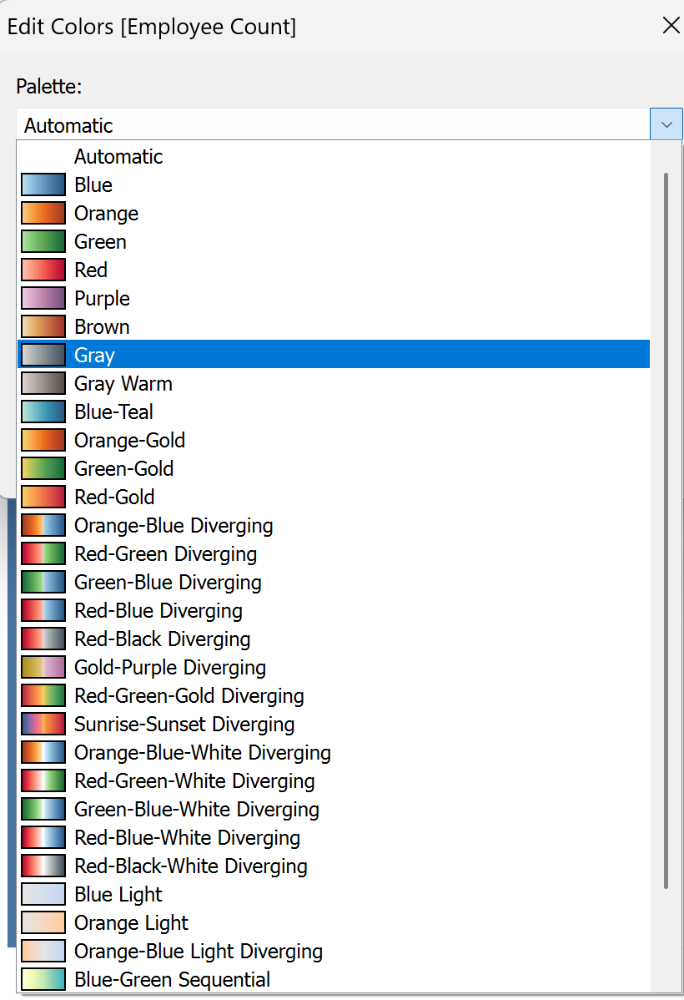 Edit Colors [Employee Count]
Palette:
Automatic
Automatic
Blue
Orange
Green
Red
Purple
Brown
Gray
Gray Warm
Blue-Teal
Orange-Gold
Green-Gold
Red-Gold
Orange-Blue Diverging
Red-Green Diverging
Green-Blue Diverging
Red-Blue Diverging
Red-Black Diverging
Gold-Purple Diverging
Red-Green-Gold Diverging
Sunrise-Sunset Diverging
Orange-Blue-White Diverging
Red-Green-White Diverging
Green-Blue-White Diverging
Red-Blue-White Diverging
Red-Black-White Diverging
Blue Light
Orange Light
Orange-Blue Light Diverging
Blue-Green Sequential